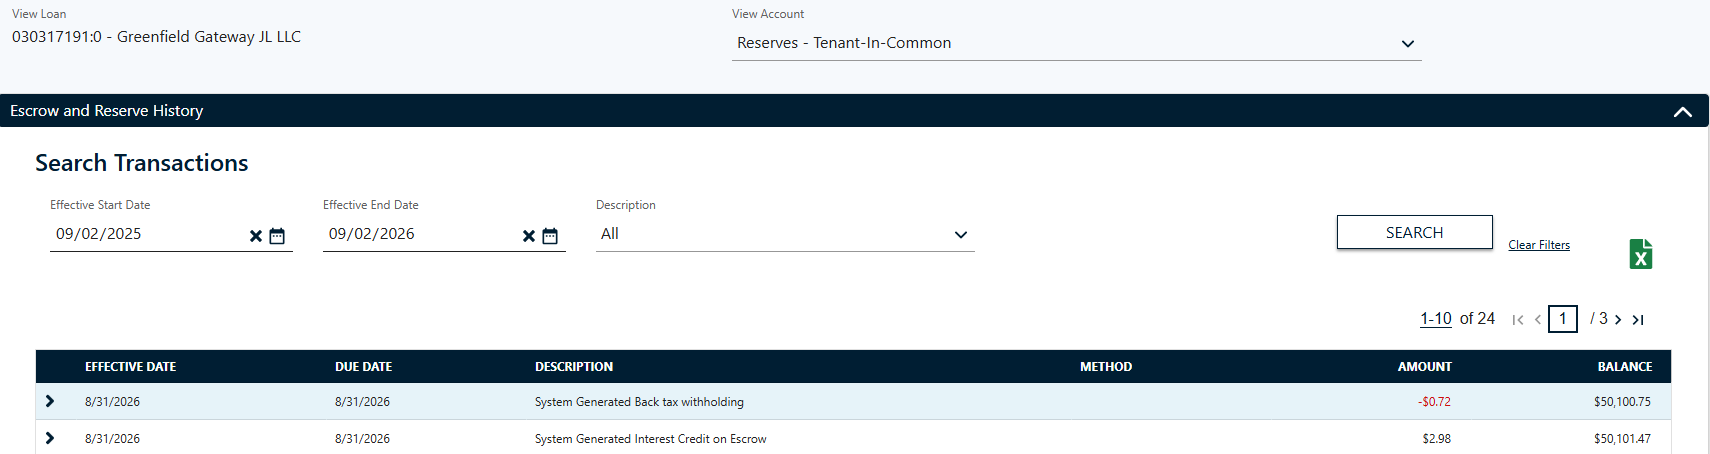 View Loan
030317191:0 - Greenfield Gateway JL LLC
View Account
Reserves - Tenant-In-Common
Escrow and Reserve History
Search Transactions
Effective Start Date
09/02/2025
Effective End Date
09/02/2026
Description
All
SEARCH
Clear Filters
1-10 of 24 1 / 3
EFFECTIVE DATE DUE DATE DESCRIPTION METHOD AMOUNT BALANCE
8/31/2026 8/31/2026 System Generated Back tax withholding -$0.72 $50,100.75
8/31/2026 8/31/2026 System Generated Interest Credit on Escrow $2.98 $50,101.47